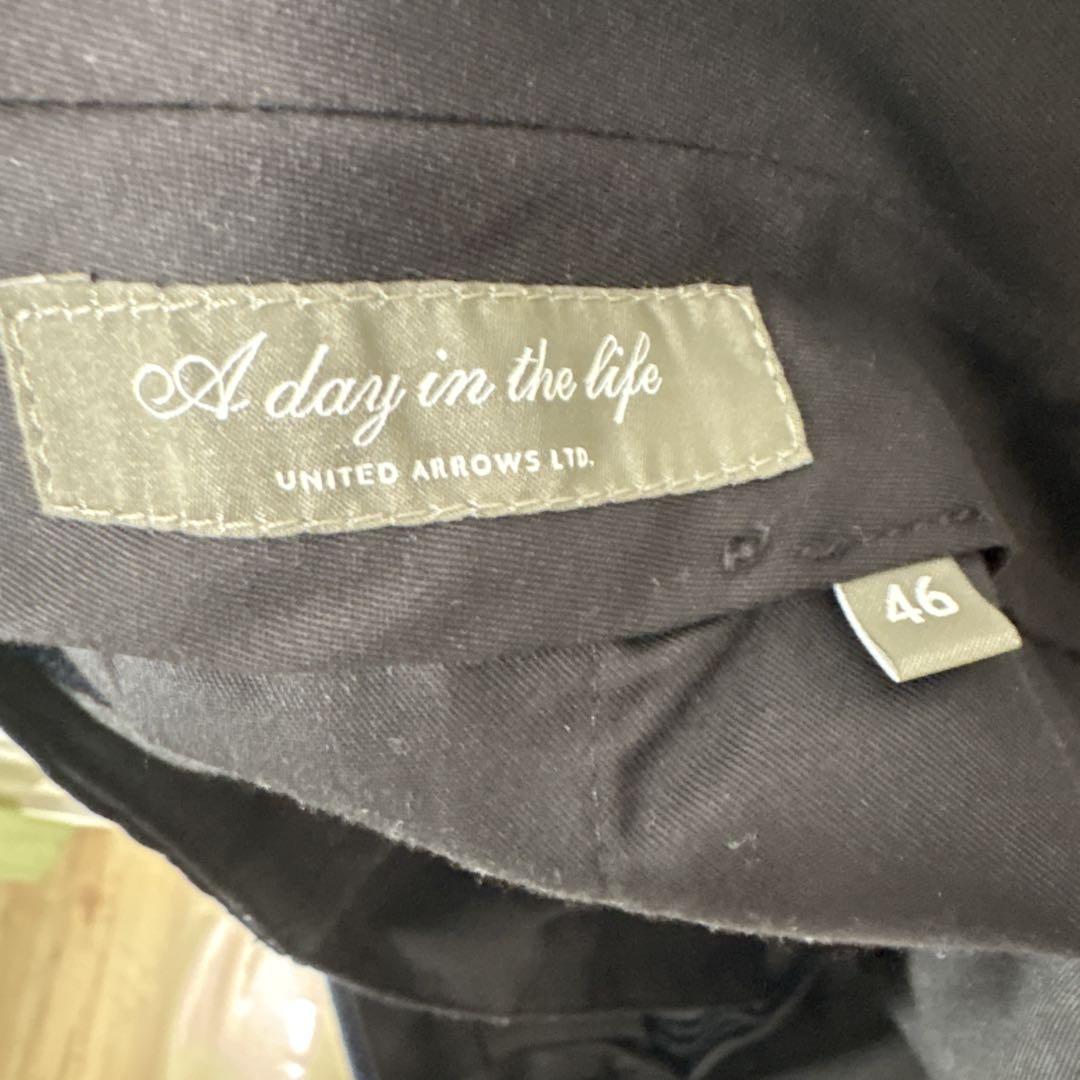 A day in the life
UNITED ARROWS LTD.
46